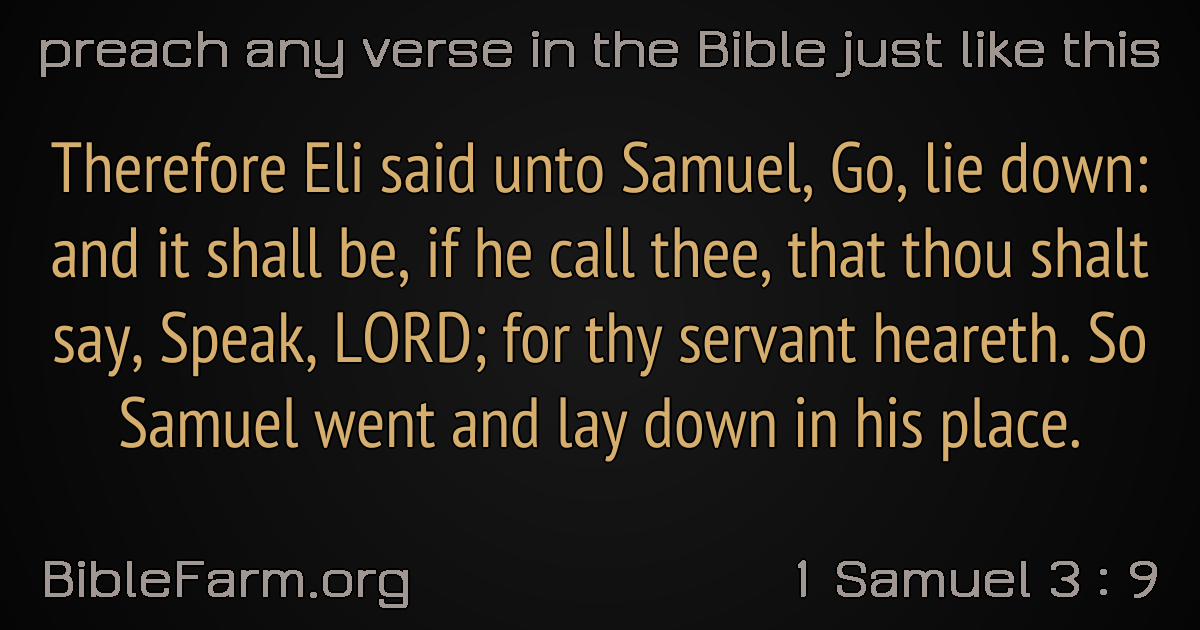 preach any verse in the Bible just like this
Therefore Eli said unto Samuel, Go, lie down:
and it shall be, if he call thee, that thou shalt
say, Speak, LORD; for thy servant heareth. So
Samuel went and lay down in his place.
BibleFarm.org
1 Samuel 3 : 9